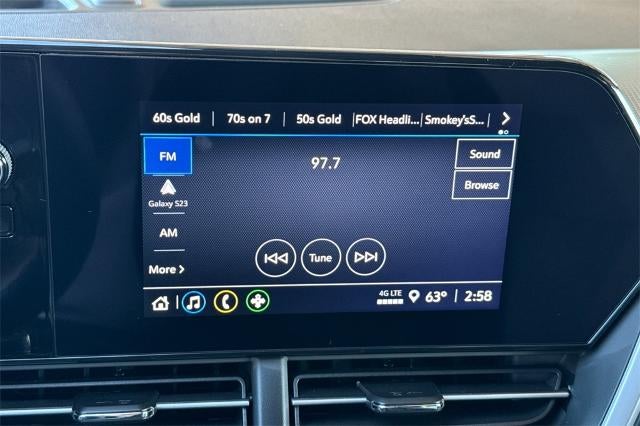 60s Gold 70s on 7 50s Gold FOX Headli... Smokey'sS...
FM 97.7 Sound
Browse
Galaxy S23
AM
Tune
More
4G LTE
63° 2:58